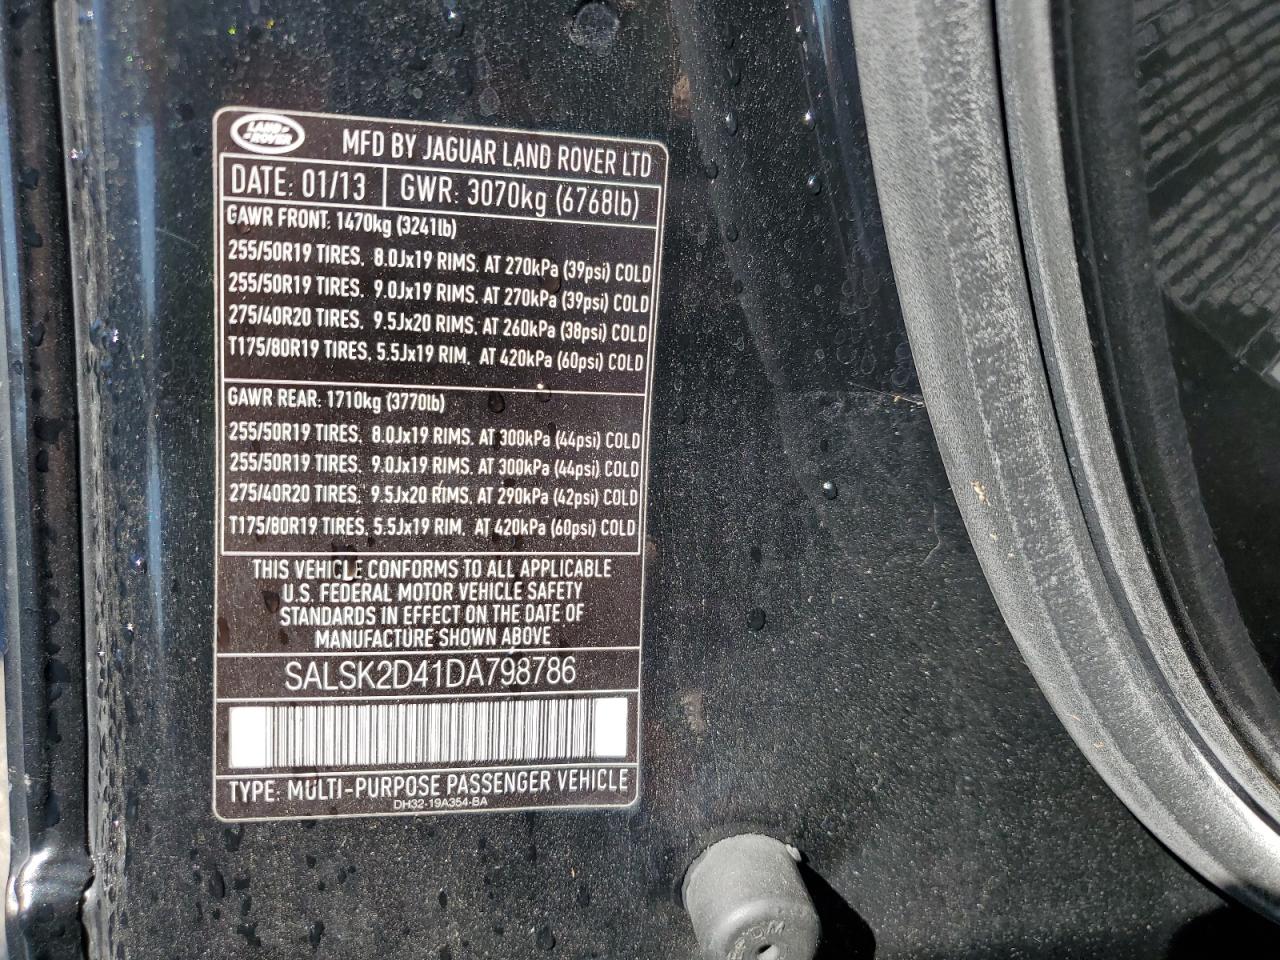 LAND ROVER
MFD BY JAGUAR LAND ROVER LTD
DATE: 01/13 GWR: 3070kg (6768lb)
GAWR FRONT: 1470kg (3241lb)
255/50R19 TIRES, 8.0Jx19 RIMS, AT 270kPa (39psi) COLD
255/50R19 TIRES, 9.0Jx19 RIMS, AT 270kPa (39psi) COLD
275/40R20 TIRES, 9.5Jx20 RIMS, AT 260kPa (38psi) COLD
T175/80R19 TIRES, 5.5Jx19 RIM, AT 420kPa (60psi) COLD
GAWR REAR: 1710kg (3770lb)
255/50R19 TIRES, 8.0Jx19 RIMS, AT 300kPa (44psi) COLD
255/50R19 TIRES, 9.0Jx19 RIMS, AT 300kPa (44psi) COLD
275/40R20 TIRES, 9.5Jx20 RIMS, AT 290kPa (42psi) COLD
T175/80R19 TIRES, 5.5Jx19 RIM, AT 420kPa (60psi) COLD
THIS VEHICLE CONFORMS TO ALL APPLICABLE
U.S. FEDERAL MOTOR VEHICLE SAFETY
STANDARDS IN EFFECT ON THE DATE OF
MANUFACTURE SHOWN ABOVE
SALSK2D41DA798786
TYPE: MULTI-PURPOSE PASSENGER VEHICLE
DH32-19A354-BA